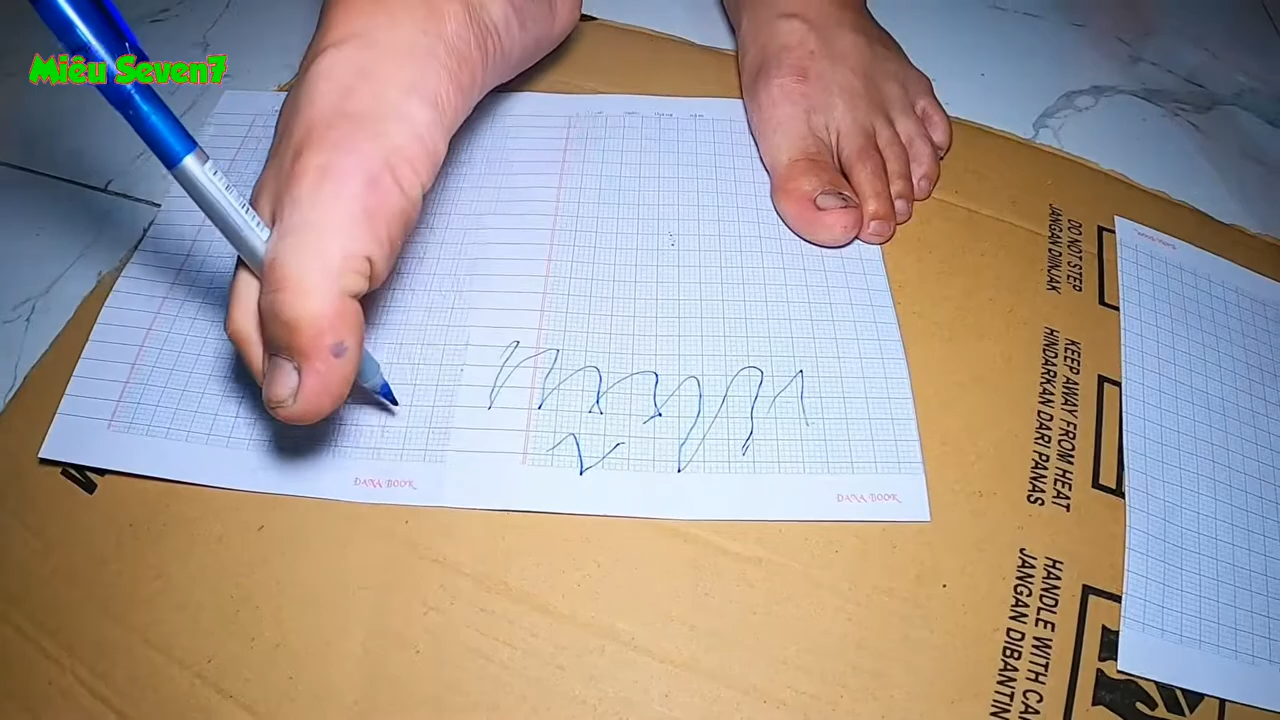 Miêu Seven7
DANA BOOK
DANA BOOK
DO NOT STEP
JANGAN DIINJAK
KEEP AWAY FROM HEAT
HINDARKAN DARI PANAS
HANDLE WITH CA
JANGAN DIBANTIN